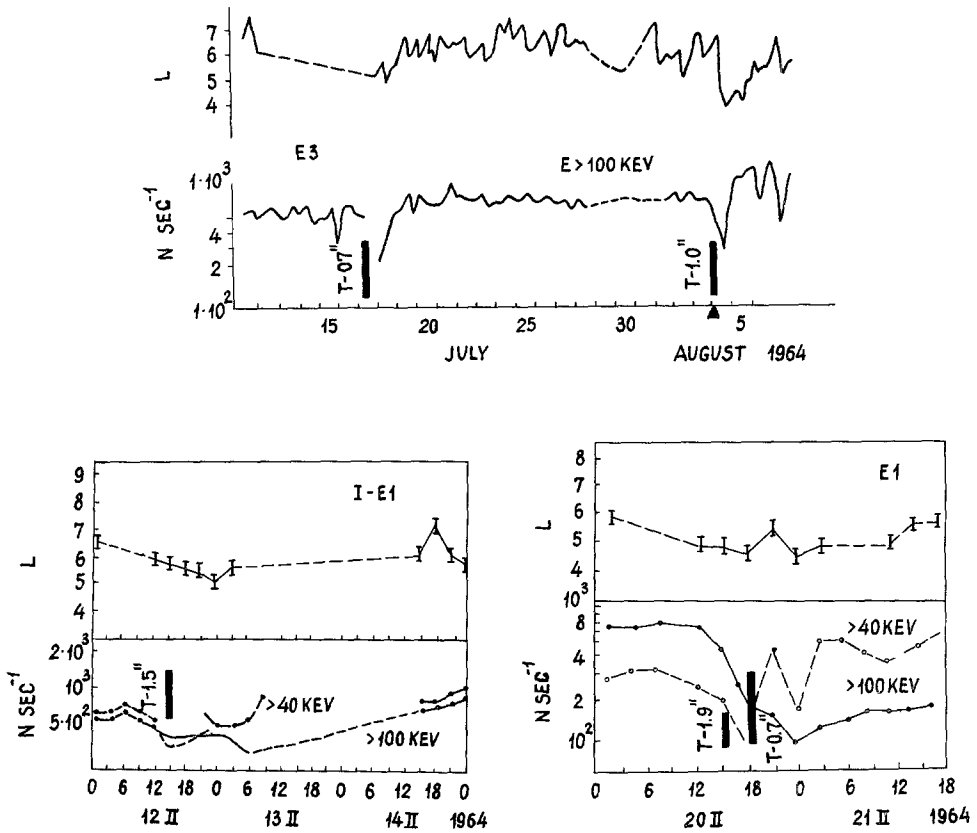 7
6
5
4
L
E3
E > 100 KEV
1·10³
4
2
1·10²
N SEC⁻¹
T-07"
T-1.0"
15 20 25 30 5
JULY AUGUST 1964
9
8
7
6
5
4
L
I-E1
2·10³
10³
5·10²
N SEC⁻¹
T-1.5"
>40 KEV
>100 KEV
0 6 12 18 0 6 12 18 12 18 0
12 II 13 II 14 II 1964
8
7
6
5
4
L
E1
10³
8
4
2
10²
N SEC⁻¹
T-1.9"
T-0.7"
>40 KEV
>100 KEV
0 6 12 18 0 6 12 18
20 II 21 II 1964